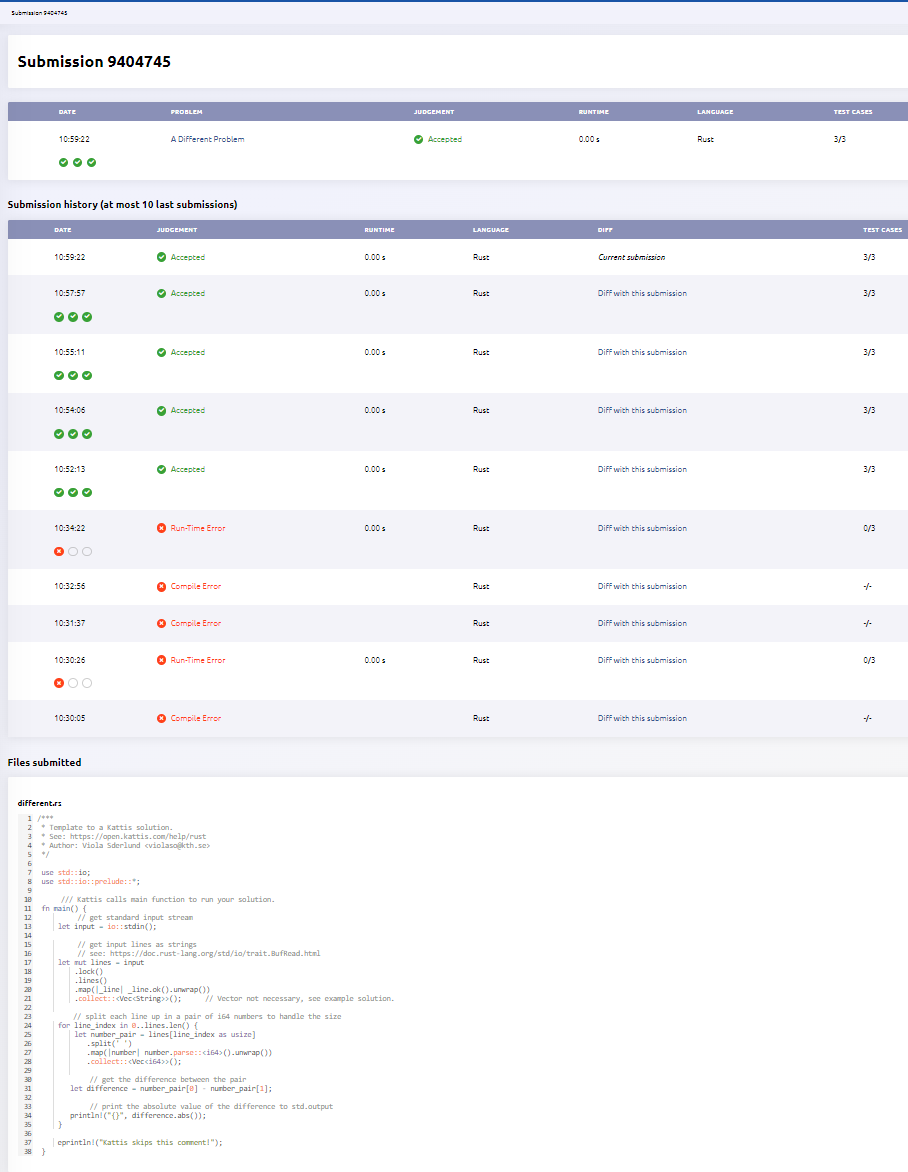 Submission 9404745
Submission 9404745
DATE PROBLEM JUDGEMENT RUNTIME LANGUAGE TEST CASES
10:59:22 A Different Problem Accepted 0.00 s Rust 3/3
Submission history (at most 10 last submissions)
DATE JUDGEMENT RUNTIME LANGUAGE DIFF TEST CASES
10:59:22 Accepted 0.00 s Rust Current submission 3/3
10:57:57 Accepted 0.00 s Rust Diff with this submission 3/3
10:55:11 Accepted 0.00 s Rust Diff with this submission 3/3
10:54:06 Accepted 0.00 s Rust Diff with this submission 3/3
10:52:13 Accepted 0.00 s Rust Diff with this submission 3/3
10:34:22 Run-Time Error 0.00 s Rust Diff with this submission 0/3
10:32:56 Compile Error Rust Diff with this submission -/-
10:31:37 Compile Error Rust Diff with this submission -/-
10:30:26 Run-Time Error 0.00 s Rust Diff with this submission 0/3
10:30:05 Compile Error Rust Diff with this submission -/-
Files submitted
different.rs
1 /***
2 * Template to a Kattis solution.
3 * See: https://open.kattis.com/help/rust
4 * Author: Viola Sderlund <violaso@kth.se>
5 */
6
7 use std::io;
8 use std::io::prelude::*;
9
10 /// Kattis calls main function to run your solution.
11 fn main() {
12 // get standard input stream
13 let input = io::stdin();
14
15 // get input lines as strings
16 // see: https://doc.rust-lang.org/std/io/trait.BufRead.html
17 let mut lines = input
18 .lock()
19 .lines()
20 .map(|_line| _line.ok().unwrap())
21 .collect::<Vec<String>>(); // Vector not necessary, see example solution.
22
23 // split each line up in a pair of i64 numbers to handle the size
24 for line_index in 0..lines.len() {
25 let number_pair = lines[line_index as usize]
26 .split(' ')
27 .map(|number| number.parse::<i64>().unwrap())
28 .collect::<Vec<i64>>();
29
30 // get the difference between the pair
31 let difference = number_pair[0] - number_pair[1];
32
33 // print the absolute value of the difference to std.output
34 println!("{}", difference.abs());
35 }
36
37 eprintln!("Kattis skips this comment!");
38 }